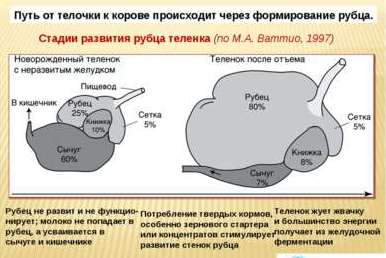 Путь от телочки к корове происходит через формирование рубца.
Стадии развития рубца теленка (по М.А. Ваттио, 1997)
Новорожденный теленок
с неразвитым желудком
Пищевод
В кишечник
Рубец
25%
Книжка
10%
Сетка
5%
Сычуг
60%
Теленок после отъема
Рубец
80%
Сетка
5%
Книжка
8%
Сычуг
7%
Рубец не развит и не функцио-
нирует; молоко не попадает в
рубец, а усваивается в
сычуге и кишечнике
Потребление твердых кормов,
особенно зернового стартера
или концентратов стимулирует
развитие стенок рубца
Теленок жует жвачку
и большинство энергии
получает из желудочной
ферментации